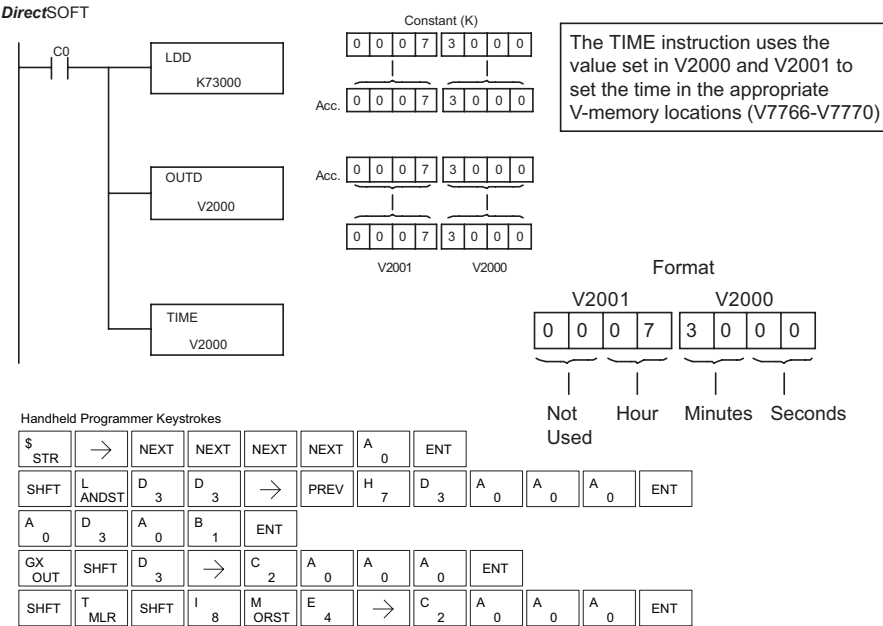 DirectSOFT
C0
LDD
K73000
OUTD
V2000
TIME
V2000
Constant (K)
0 0 0 7 3 0 0 0
Acc. 0 0 0 7 3 0 0 0
Acc. 0 0 0 7 3 0 0 0
0 0 0 7 3 0 0 0
V2001 V2000
The TIME instruction uses the
value set in V2000 and V2001 to
set the time in the appropriate
V-memory locations (V7766-V7770)
Format
V2001 V2000
0 0 0 7 3 0 0 0
Not Hour Minutes Seconds
Used
Handheld Programmer Keystrokes
$ STR → NEXT NEXT NEXT NEXT A 0 ENT
SHFT L ANDST D 3 D 3 → PREV H 7 D 3 A 0 A 0 A 0 ENT
A 0 D 3 A 0 B 1 ENT
GX OUT SHFT D 3 → C 2 A 0 A 0 A 0 ENT
SHFT T MLR SHFT I 8 M ORST E 4 → C 2 A 0 A 0 A 0 ENT